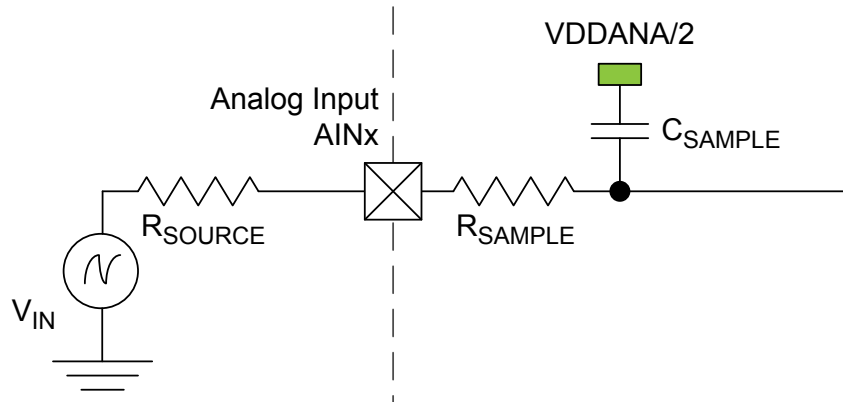 VDDANA/2
Analog Input
AINx
CSAMPLE
RSOURCE
RSAMPLE
VIN